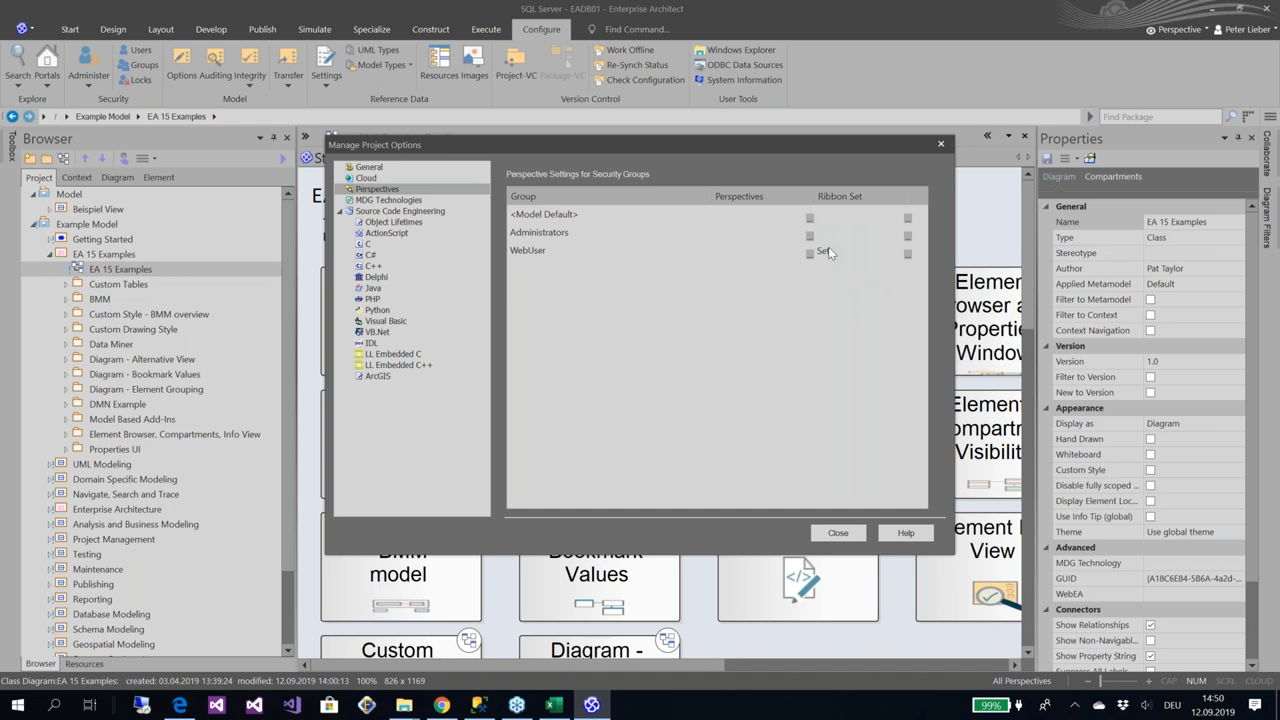 SQL Server - EADB01 - Enterprise Architect
Start Design Layout Develop Publish Simulate Specialize Construct Execute Configure Find Command... Perspective Peter Lieber
Search Portals Administer Users Groups Locks Options Auditing Integrity Transfer Settings UML Types Model Types Resources Images Project-VC Package-VC Work Offline Re-Synch Status Check Configuration Windows Explorer ODBC Data Sources System Information
Explore Security Model Reference Data Version Control User Tools
Example Model EA 15 Examples Find Package
Toolbox
Browser
Project Context Diagram Element
Model
Beispiel View
Example Model
Getting Started
EA 15 Examples
EA 15 Examples
Custom Tables
BMM
Custom Style - BMM overview
Custom Drawing Style
Data Miner
Diagram - Alternative View
Diagram - Bookmark Values
Diagram - Element Grouping
DMN Example
Model Based Add-Ins
Element Browser, Compartments, Info View
Properties UI
UML Modeling
Domain Specific Modeling
Navigate, Search and Trace
Enterprise Architecture
Analysis and Business Modeling
Project Management
Testing
Maintenance
Publishing
Reporting
Database Modeling
Schema Modeling
Geospatial Modeling
Browser Resources
Manage Project Options
General
Cloud
Perspectives
MDG Technologies
Source Code Engineering
Object Lifetimes
ActionScript
C
C#
C++
Delphi
Java
PHP
Python
Visual Basic
VB.Net
IDL
LL Embedded C
LL Embedded C++
ArcGIS
Perspective Settings for Security Groups
Group Perspectives Ribbon Set
<Model Default>
Administrators
WebUser
Close Help
BMM
model
Bookmark
Values
Custom
Diagram -
View
Properties
Diagram Compartments
General
Name EA 15 Examples
Type Class
Stereotype
Author Pat Taylor
Applied Metamodel Default
Filter to Metamodel
Filter to Context
Context Navigation
Version
Version 1.0
Filter to Version
New to Version
Appearance
Display as Diagram
Hand Drawn
Whiteboard
Custom Style
Disable fully scoped ...
Display Element Loc...
Use Info Tip (global)
Theme Use global theme
Advanced
MDG Technology
GUID {A18C6E84-5B6A-4a2d-...
WebEA
Connectors
Show Relationships
Show Non-Navigabl...
Show Property String
Collaborate
Diagram Layers
Class Diagram:EA 15 Examples: created: 03.04.2019 13:39:24 modified: 12.09.2019 14:00:13 100% 826 x 1169 All Perspectives CAP NUM SCRL CLOUD
99% DEU 14:50
12.09.2019